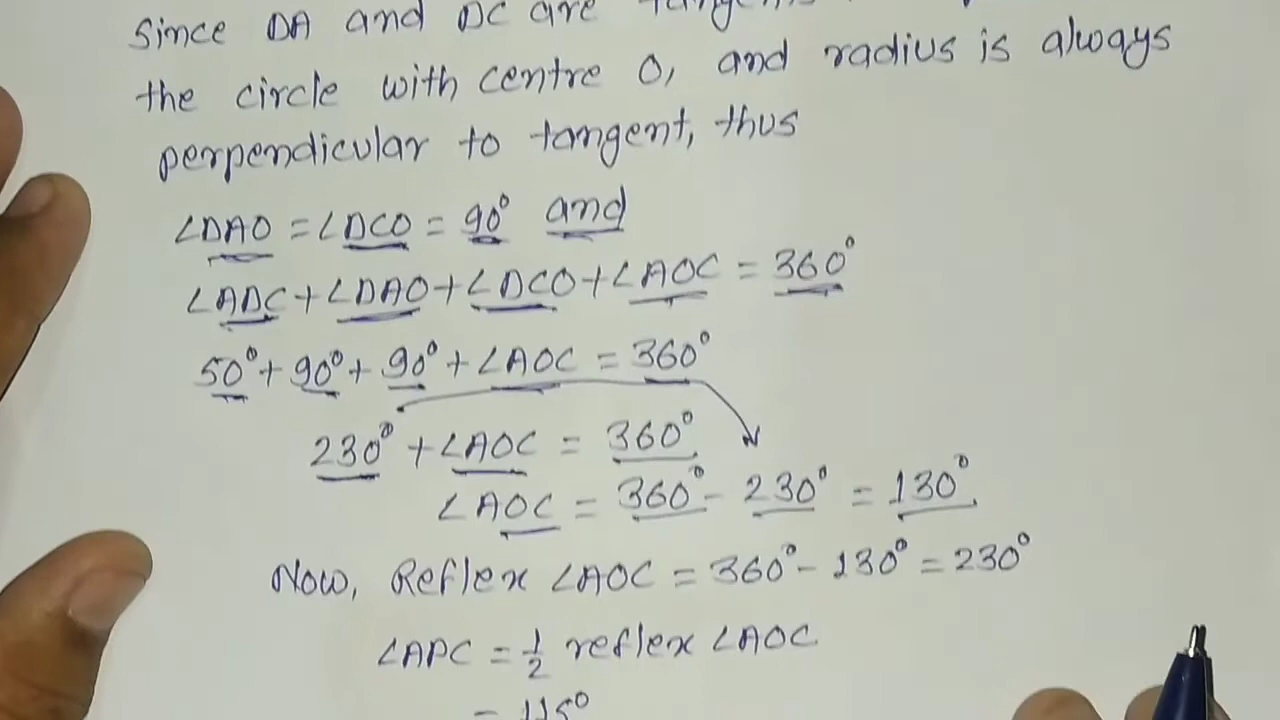 Since DA and DC are
the circle with centre O, and radius is always
perpendicular to tangent, thus
∠DAO = ∠DCO = 90° and
∠ADC + ∠DAO + ∠DCO + ∠AOC = 360°
50° + 90° + 90° + ∠AOC = 360°
230° + ∠AOC = 360°
∠AOC = 360° - 230° = 130°
Now, Reflex ∠AOC = 360° - 130° = 230°
∠APC = 1/2 reflex ∠AOC
= 115°